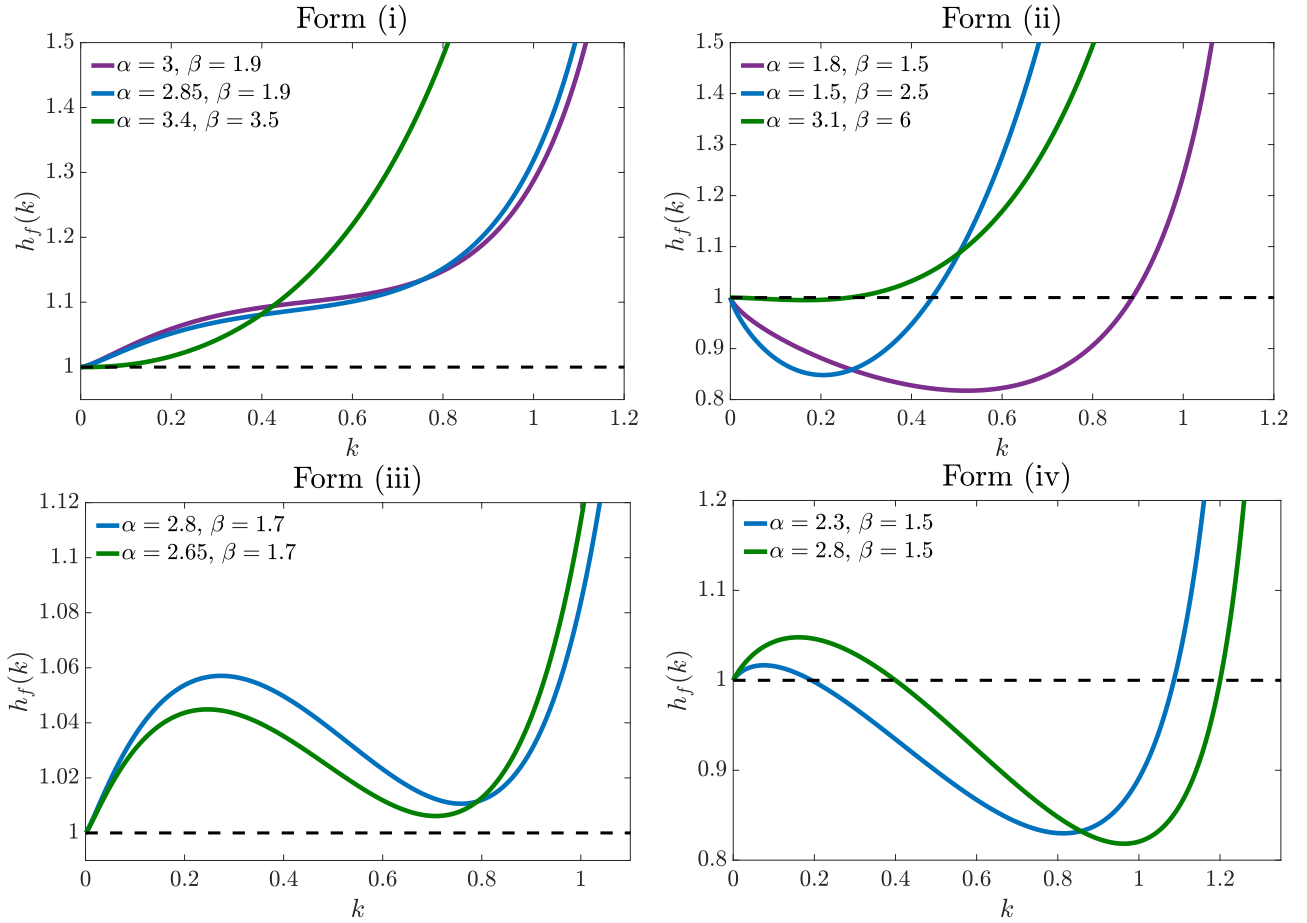 Form (i)
1.5
1.4
1.3
1.2
1.1
1
α = 3, β = 1.9
α = 2.85, β = 1.9
α = 3.4, β = 3.5
h_f(k)
0 0.2 0.4 0.6 0.8 1 1.2
k
Form (ii)
1.5
1.4
1.3
1.2
1.1
1
0.9
0.8
α = 1.8, β = 1.5
α = 1.5, β = 2.5
α = 3.1, β = 6
h_f(k)
0 0.2 0.4 0.6 0.8 1 1.2
k
Form (iii)
1.12
1.1
1.08
1.06
1.04
1.02
1
α = 2.8, β = 1.7
α = 2.65, β = 1.7
h_f(k)
0 0.2 0.4 0.6 0.8 1
k
Form (iv)
1.2
1.1
1
0.9
0.8
α = 2.3, β = 1.5
α = 2.8, β = 1.5
h_f(k)
0 0.2 0.4 0.6 0.8 1 1.2
k